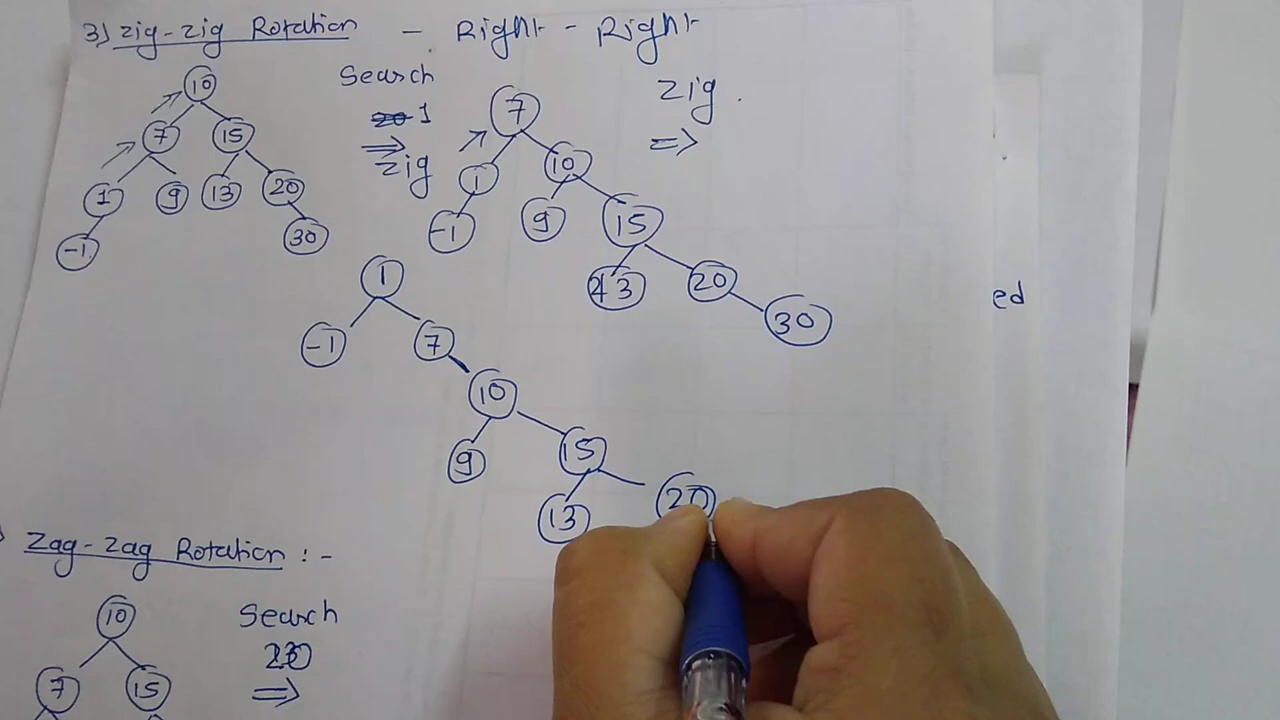 3) Zig-Zig Rotation - Right-Right
10
7 15
1 9 13 20
-1 30
Search
20 1
⇒
Zig
7
1 10
-1 9 15
13 20
30
Zig.
⇒
ed
1
-1 7
10
9 15
13 20
Zag-Zag Rotation :-
10
7 15
Search
⇒